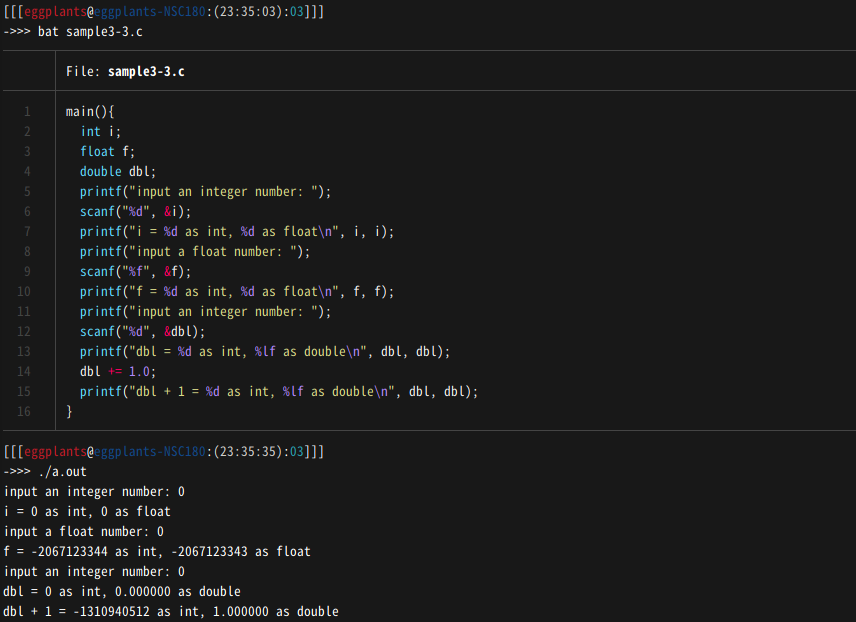 [[[eggplants@eggplants-NSC180:(23:35:03):03]]]
->>> bat sample3-3.c
File: sample3-3.c
1 main(){
2   int i;
3   float f;
4   double dbl;
5   printf("input an integer number: ");
6   scanf("%d", &i);
7   printf("i = %d as int, %d as float\n", i, i);
8   printf("input a float number: ");
9   scanf("%f", &f);
10   printf("f = %d as int, %d as float\n", f, f);
11   printf("input an integer number: ");
12   scanf("%d", &dbl);
13   printf("dbl = %d as int, %lf as double\n", dbl, dbl);
14   dbl += 1.0;
15   printf("dbl + 1 = %d as int, %lf as double\n", dbl, dbl);
16 }
[[[eggplants@eggplants-NSC180:(23:35:35):03]]]
->>> ./a.out
input an integer number: 0
i = 0 as int, 0 as float
input a float number: 0
f = -2067123344 as int, -2067123343 as float
input an integer number: 0
dbl = 0 as int, 0.000000 as double
dbl + 1 = -1310940512 as int, 1.000000 as double